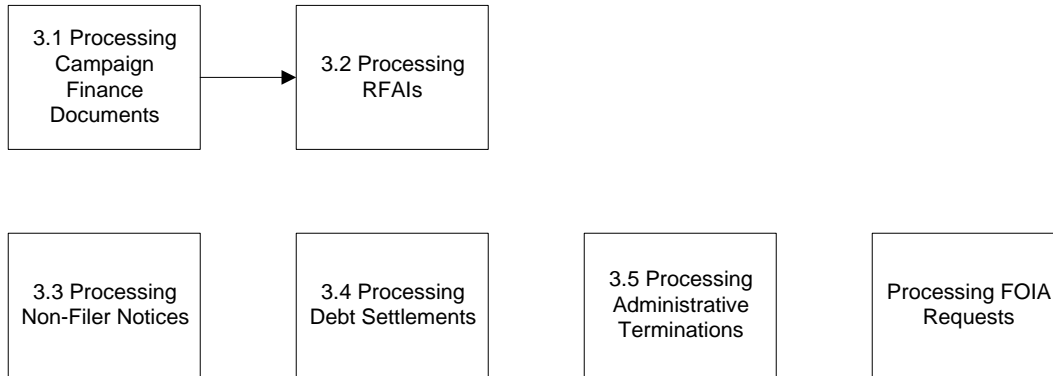 3.1 Processing
Campaign
Finance
Documents
3.2 Processing
RFAIs
3.3 Processing
Non-Filer Notices
3.4 Processing
Debt Settlements
3.5 Processing
Administrative
Terminations
Processing FOIA
Requests